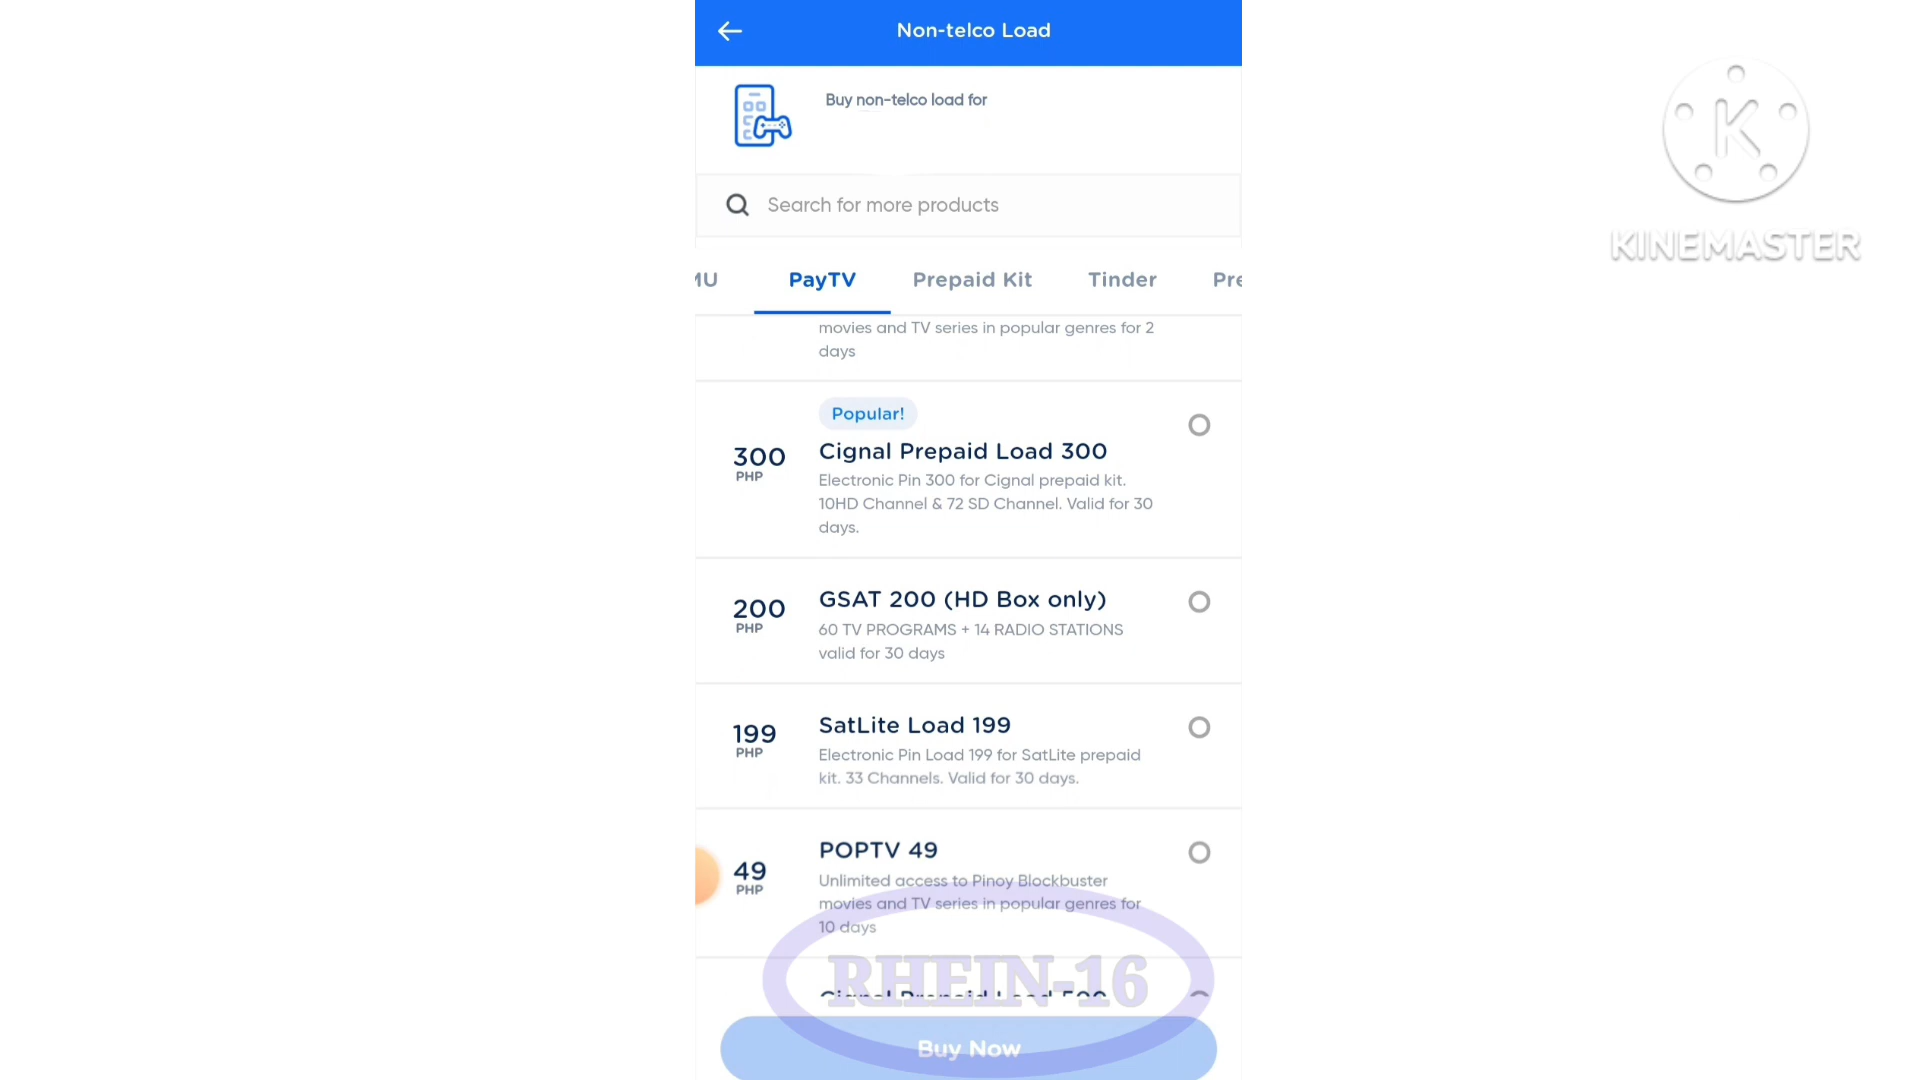 Non-telco Load
Buy non-telco load for
Search for more products
MU PayTV Prepaid Kit Tinder Pre
movies and TV series in popular genres for 2
days
Popular!
300
PHP
Cignal Prepaid Load 300
Electronic Pin 300 for Cignal prepaid kit.
10HD Channel & 72 SD Channel. Valid for 30
days.
200
PHP
GSAT 200 (HD Box only)
60 TV PROGRAMS + 14 RADIO STATIONS
valid for 30 days
199
PHP
SatLite Load 199
Electronic Pin Load 199 for SatLite prepaid
kit. 33 Channels. Valid for 30 days.
49
PHP
POPTV 49
Unlimited access to Pinoy Blockbuster
movies and TV series in popular genres for
10 days
RHEIN-16
Cignal Prepaid Load 500
Buy Now
K
KINEMASTER